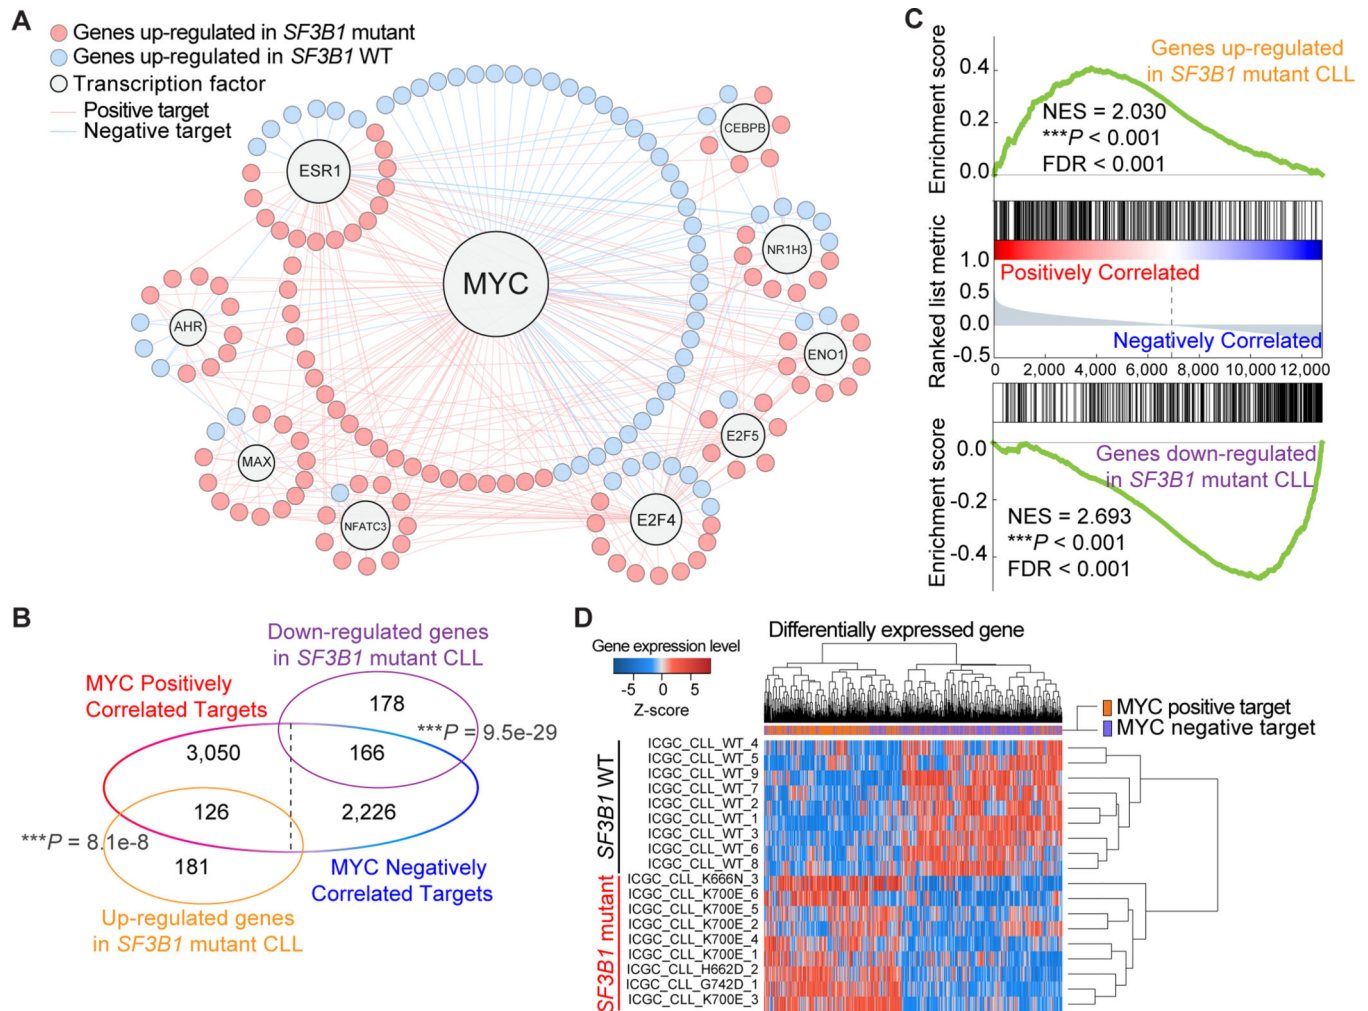 A
Genes up-regulated in SF3B1 mutant
Genes up-regulated in SF3B1 WT
Transcription factor
Positive target
Negative target
ESR1
MYC
CEBPB
NR1H3
ENO1
E2F5
E2F4
NFATC3
MAX
AHR
B
Down-regulated genes
in SF3B1 mutant CLL
MYC Positively
Correlated Targets
178
***P = 9.5e-29
3,050
166
126
2,226
***P = 8.1e-8
181
MYC Negatively
Correlated Targets
Up-regulated genes
in SF3B1 mutant CLL
C
Enrichment score
0.4
0.2
0.0
Genes up-regulated
in SF3B1 mutant CLL
NES = 2.030
***P < 0.001
FDR < 0.001
Ranked list metric
1.0
0.5
0.0
-0.5
Positively Correlated
Negatively Correlated
0 2,000 4,000 6,000 8,000 10,000 12,000
Enrichment score
0.0
-0.2
-0.4
Genes down-regulated
in SF3B1 mutant CLL
NES = 2.693
***P < 0.001
FDR < 0.001
D
Gene expression level
-5 0 5
Z-score
Differentially expressed gene
MYC positive target
MYC negative target
SF3B1 WT
ICGC_CLL_WT_4
ICGC_CLL_WT_5
ICGC_CLL_WT_9
ICGC_CLL_WT_7
ICGC_CLL_WT_2
ICGC_CLL_WT_1
ICGC_CLL_WT_3
ICGC_CLL_WT_6
ICGC_CLL_WT_8
SF3B1 mutant
ICGC_CLL_K666N_3
ICGC_CLL_K700E_6
ICGC_CLL_K700E_5
ICGC_CLL_K700E_2
ICGC_CLL_K700E_4
ICGC_CLL_K700E_1
ICGC_CLL_H662D_2
ICGC_CLL_G742D_1
ICGC_CLL_K700E_3